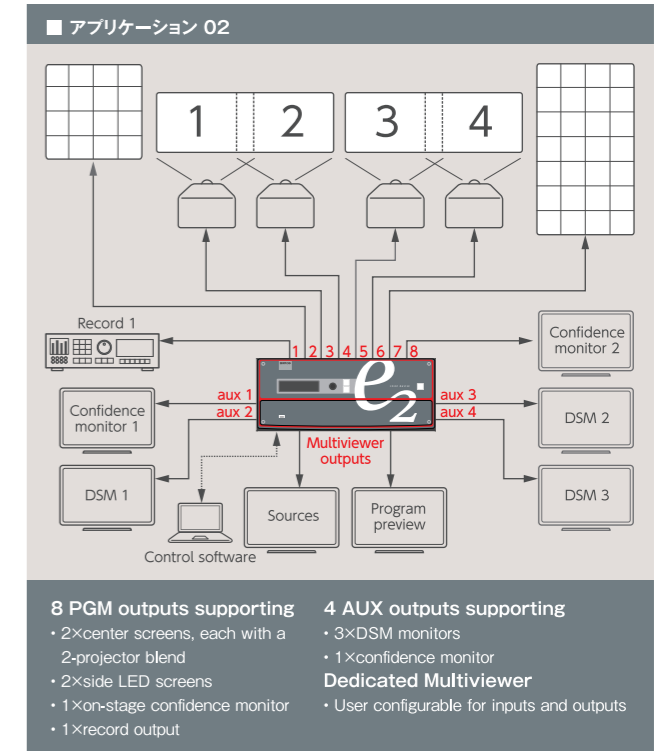 ■ アプリケーション 02
1 2 3 4
Record 1
1 2 3 4 5 6 7 8
Confidence
monitor 2
e2
aux 1
aux 2
aux 3
aux 4
Confidence
monitor 1
DSM 2
Multiviewer
outputs
DSM 1
Sources
Program
preview
DSM 3
Control software
8 PGM outputs supporting
・2×center screens, each with a
2-projector blend
・2×side LED screens
・1×on-stage confidence monitor
・1×record output
4 AUX outputs supporting
・3×DSM monitors
・1×confidence monitor
Dedicated Multiviewer
・User configurable for inputs and outputs